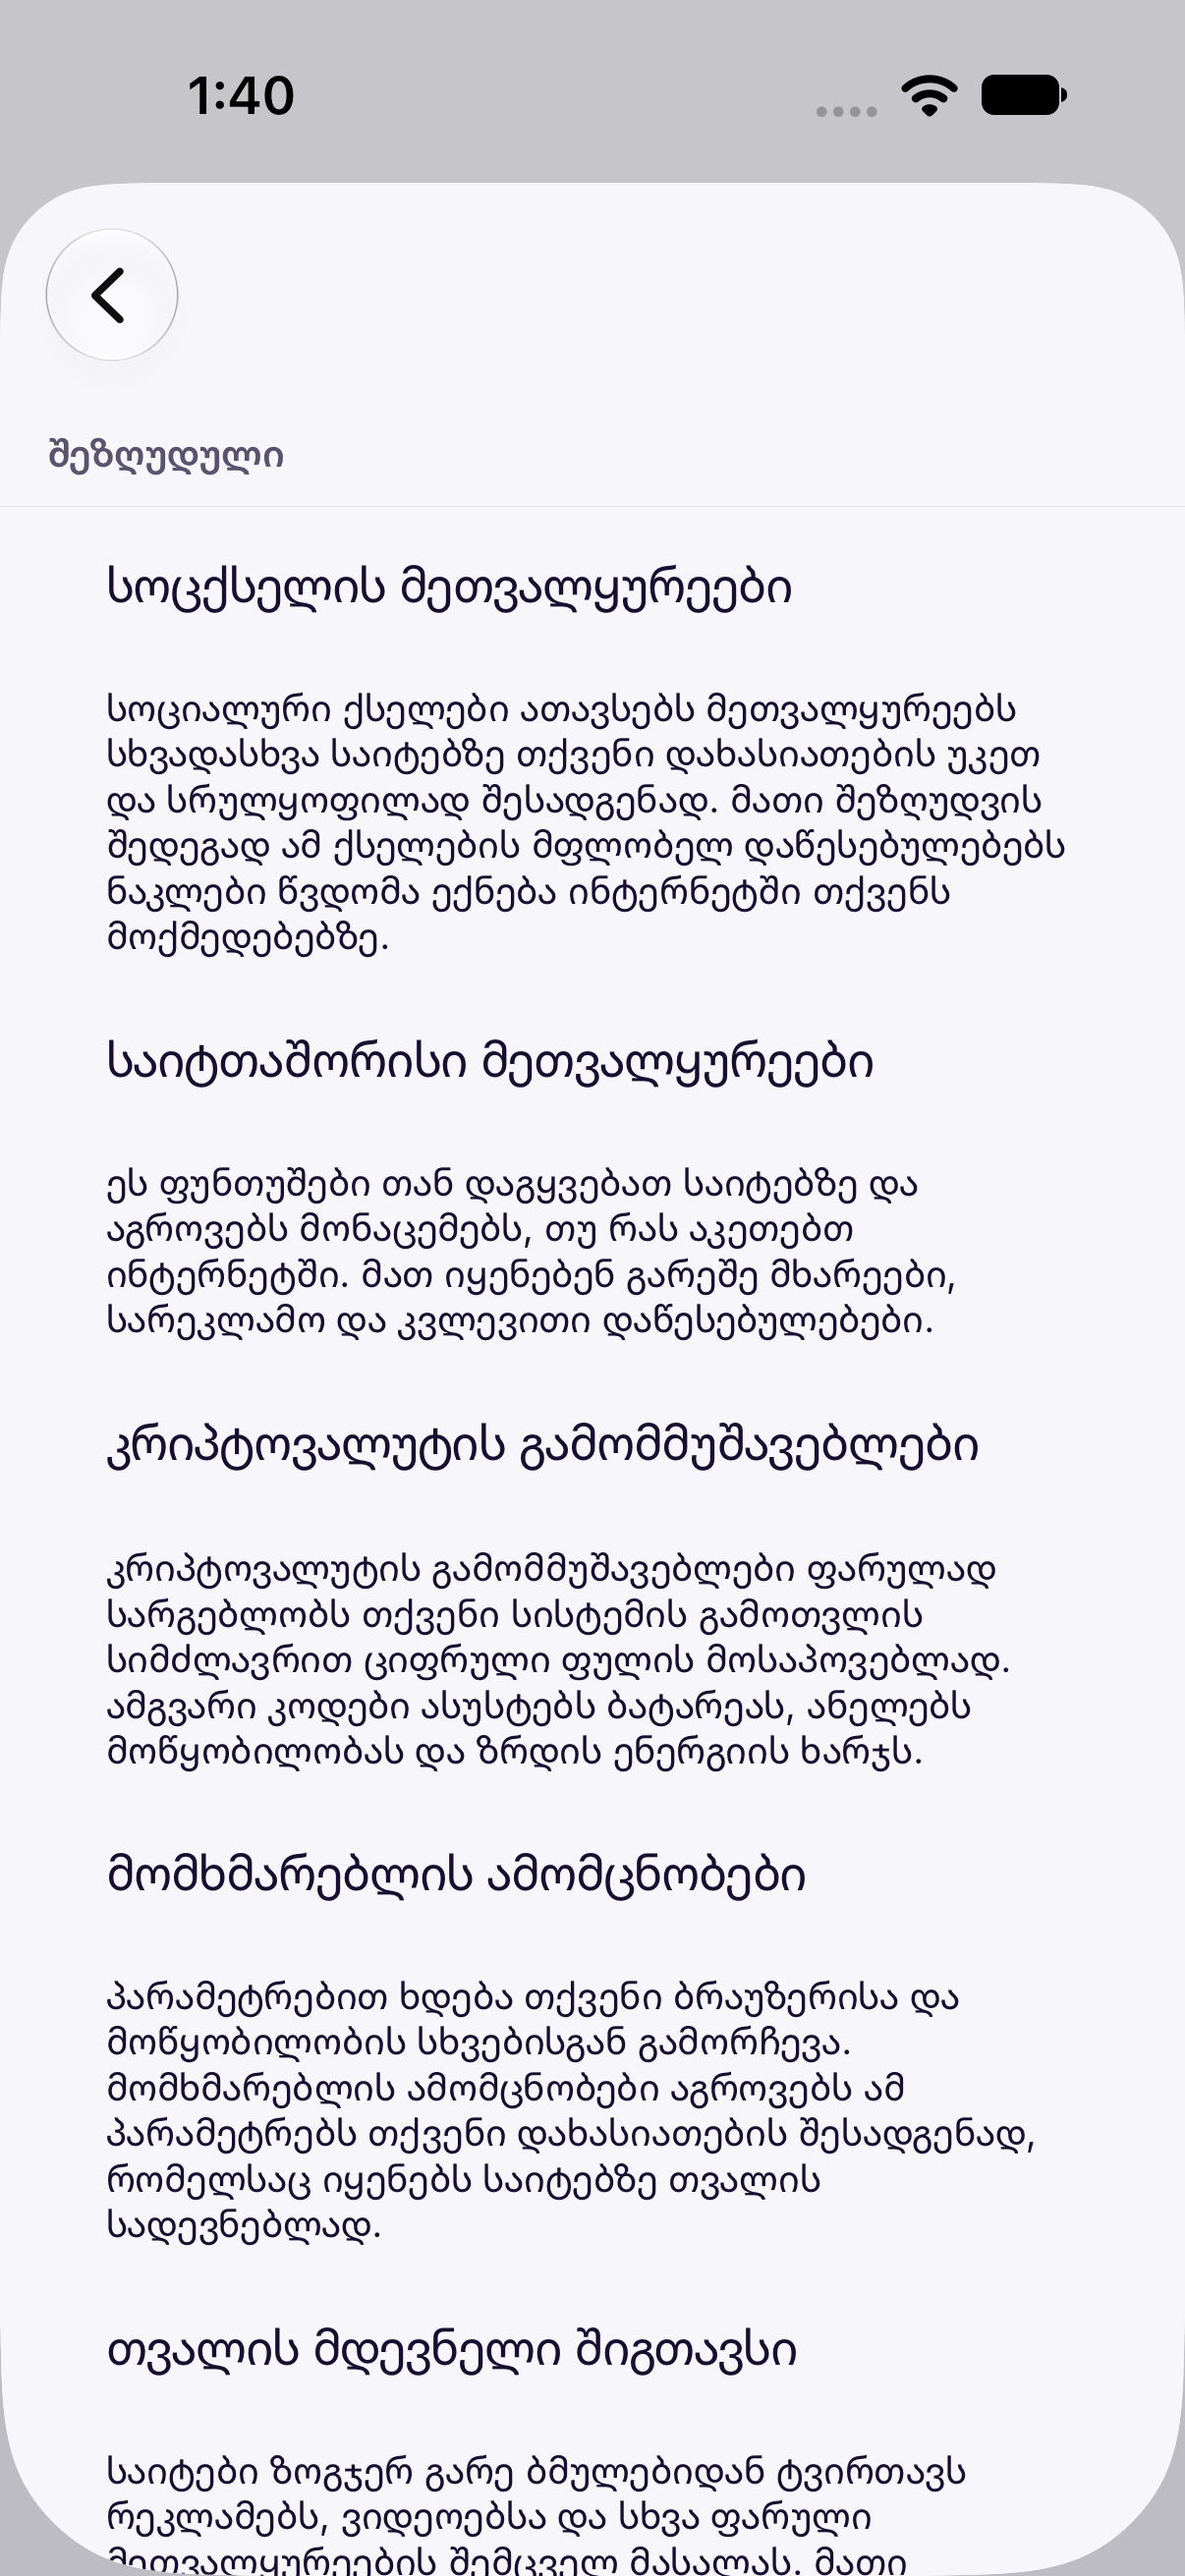 1:40
შეზღუდული
სოცქსელის მეთვალყურეები
სოციალური ქსელები ათავსებს მეთვალყურეებს
სხვადასხვა საიტებზე თქვენი დახასიათების უკეთ
და სრულყოფილად შესადგენად. მათი შეზღუდვის
შედეგად ამ ქსელების მფლობელ დაწესებულებებს
ნაკლები წვდომა ექნება ინტერნეტში თქვენს
მოქმედებებზე.
საიტთაშორისი მეთვალყურეები
ეს ფუნთუშები თან დაგყვებათ საიტებზე და
აგროვებს მონაცემებს, თუ რას აკეთებთ
ინტერნეტში. მათ იყენებენ გარეშე მხარეები,
სარეკლამო და კვლევითი დაწესებულებები.
კრიპტოვალუტის გამომმუშავებლები
კრიპტოვალუტის გამომმუშავებლები ფარულად
სარგებლობს თქვენი სისტემის გამოთვლის
სიმძლავრით ციფრული ფულის მოსაპოვებლად.
ამგვარი კოდები ასუსტებს ბატარეას, ანელებს
მოწყობილობას და ზრდის ენერგიის ხარჯს.
მომხმარებლის ამომცნობები
პარამეტრებით ხდება თქვენი ბრაუზერისა და
მოწყობილობის სხვებისგან გამორჩევა.
მომხმარებლის ამომცნობები აგროვებს ამ
პარამეტრებს თქვენი დახასიათების შესადგენად,
რომელსაც იყენებს საიტებზე თვალის
სადევნებლად.
თვალის მდევნელი შიგთავსი
საიტები ზოგჯერ გარე ბმულებიდან ტვირთავს
რეკლამებს, ვიდეოებსა და სხვა ფარული
მეთვალყურეების შემცველ მასალას. მათი